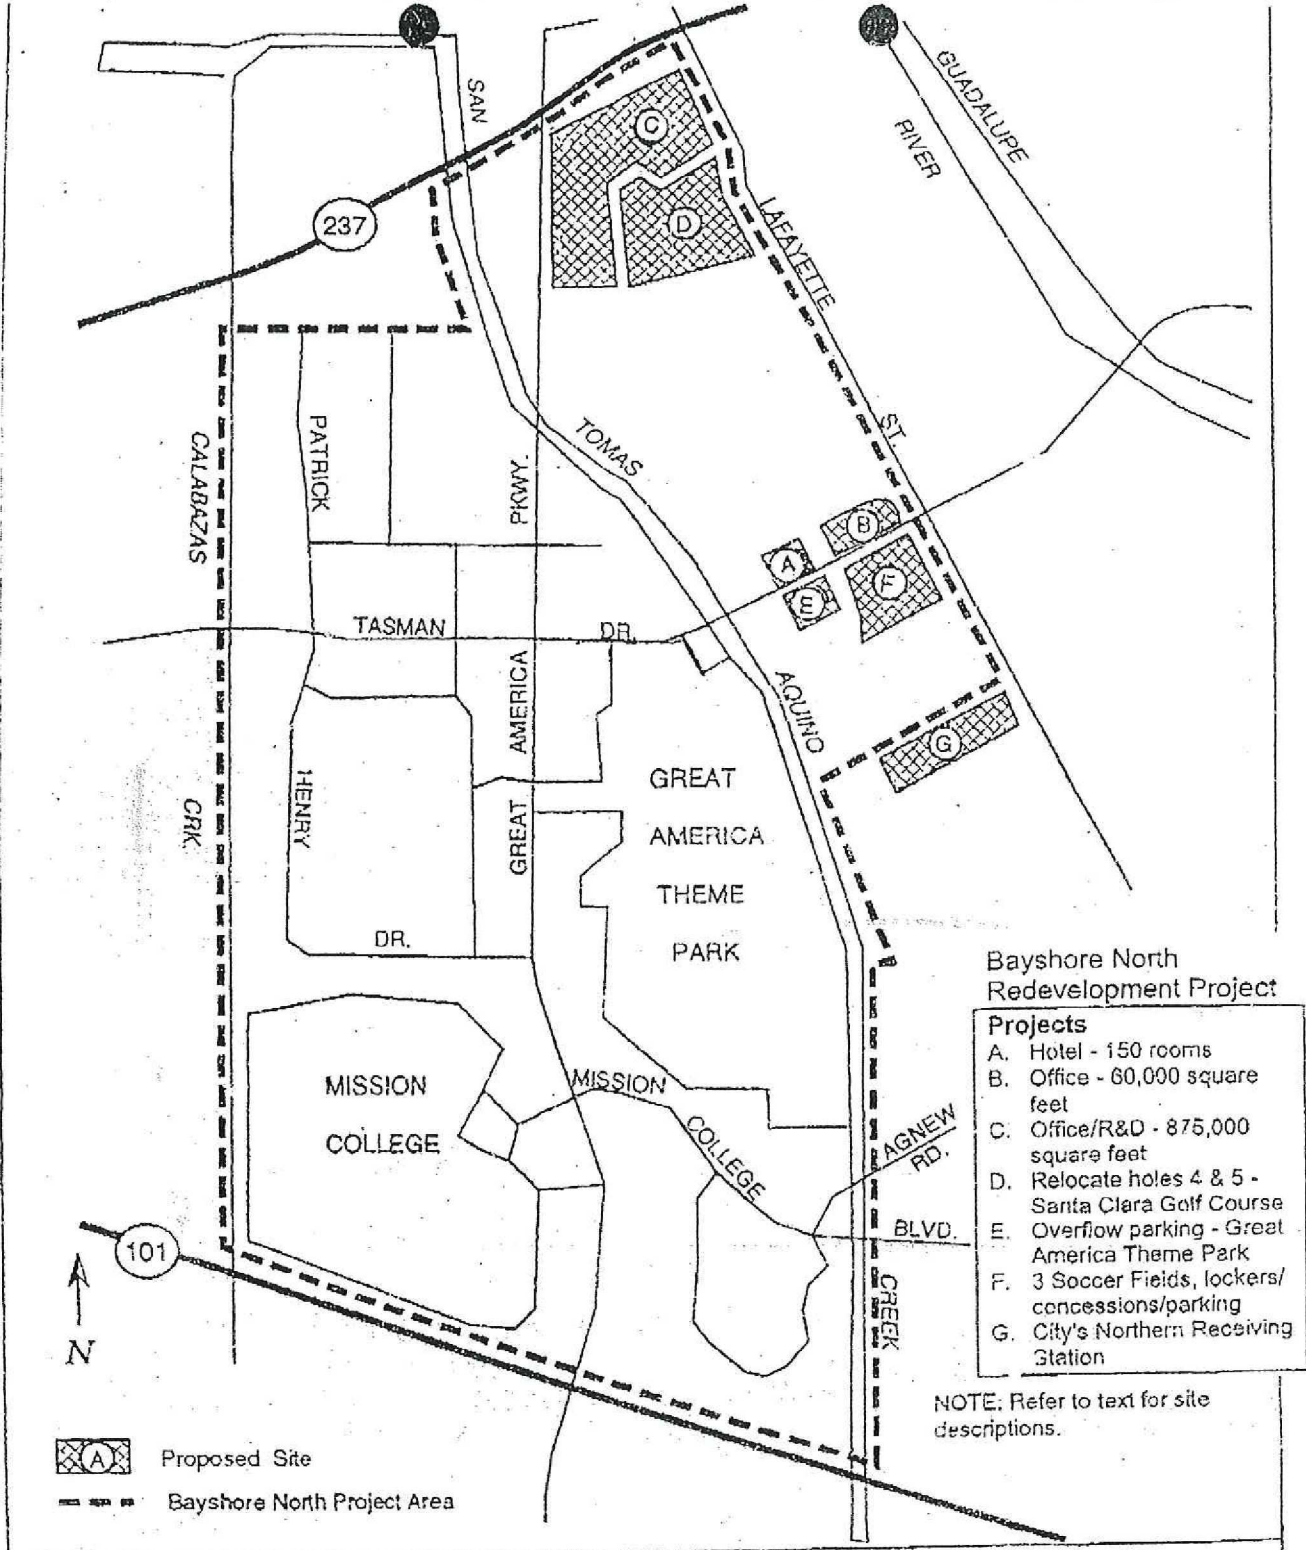 SAN
GUADALUPE
RIVER
C
D
237
LAFAYETTE
ST.
PATRICK
CALABAZAS
TOMAS
PKWY.
B
A
F
E
TASMAN
DR.
AMERICA
AQUINO
G
HENRY
CRK.
GREAT
GREAT
AMERICA
THEME
PARK
DR.
MISSION
COLLEGE
MISSION
COLLEGE
BLVD.
AGNEW
RD.
CREEK
101
N
Bayshore North
Redevelopment Project
Projects
A. Hotel - 150 rooms
B. Office - 60,000 square
feet
C. Office/R&D - 875,000
square feet
D. Relocate holes 4 & 5 -
Santa Clara Golf Course
E. Overflow parking - Great
America Theme Park
F. 3 Soccer Fields, lockers/
concessions/parking
G. City's Northern Receiving
Station
NOTE: Refer to text for site
descriptions.
A Proposed Site
Bayshore North Project Area